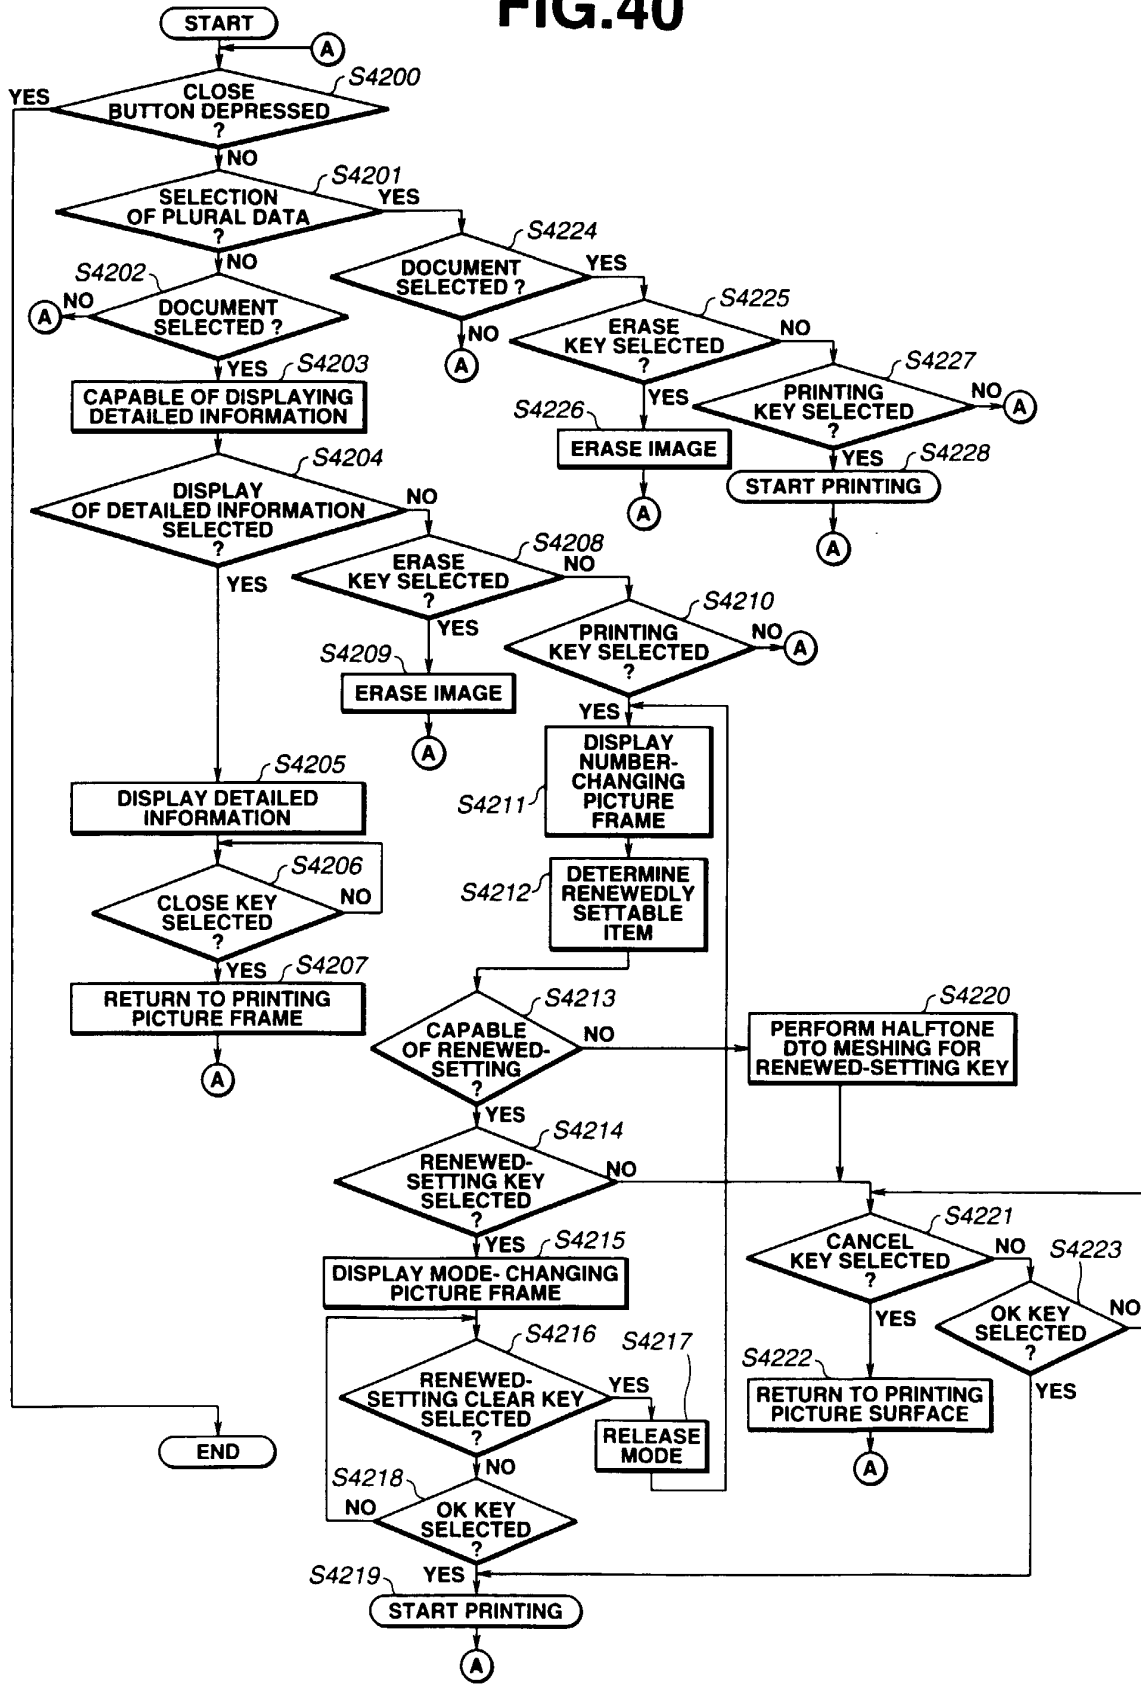 FIG.40
START
A
S4200
YES
CLOSE
BUTTON DEPRESSED
?
NO
S4201
SELECTION
OF PLURAL DATA
?
YES
NO
S4224
DOCUMENT
SELECTED ?
YES
NO
A
S4202
NO
A
DOCUMENT
SELECTED ?
YES
S4225
ERASE
KEY SELECTED
?
NO
YES
S4227
PRINTING
KEY SELECTED
?
NO
A
YES
S4203
CAPABLE OF DISPLAYING
DETAILED INFORMATION
S4226
ERASE IMAGE
A
S4228
START PRINTING
A
S4204
DISPLAY
OF DETAILED INFORMATION
SELECTED
?
NO
YES
S4208
ERASE
KEY SELECTED
?
NO
YES
S4210
PRINTING
KEY SELECTED
?
NO
A
YES
S4209
ERASE IMAGE
A
S4205
DISPLAY DETAILED
INFORMATION
S4211
DISPLAY
NUMBER-
CHANGING
PICTURE
FRAME
S4206
CLOSE KEY
SELECTED
?
NO
YES
S4212
DETERMINE
RENEWEDLY
SETTABLE
ITEM
S4207
RETURN TO PRINTING
PICTURE FRAME
A
S4213
CAPABLE
OF RENEWED-
SETTING
?
NO
YES
S4220
PERFORM HALFTONE
DTO MESHING FOR
RENEWED-SETTING KEY
S4214
RENEWED-
SETTING KEY
SELECTED
?
NO
YES
S4215
DISPLAY MODE- CHANGING
PICTURE FRAME
S4221
CANCEL
KEY SELECTED
?
NO
YES
S4223
OK KEY
SELECTED
?
NO
YES
S4216
RENEWED-
SETTING CLEAR KEY
SELECTED
?
YES
NO
S4217
RELEASE
MODE
S4222
RETURN TO PRINTING
PICTURE SURFACE
A
END
S4218
NO
OK KEY
SELECTED
?
YES
S4219
START PRINTING
A